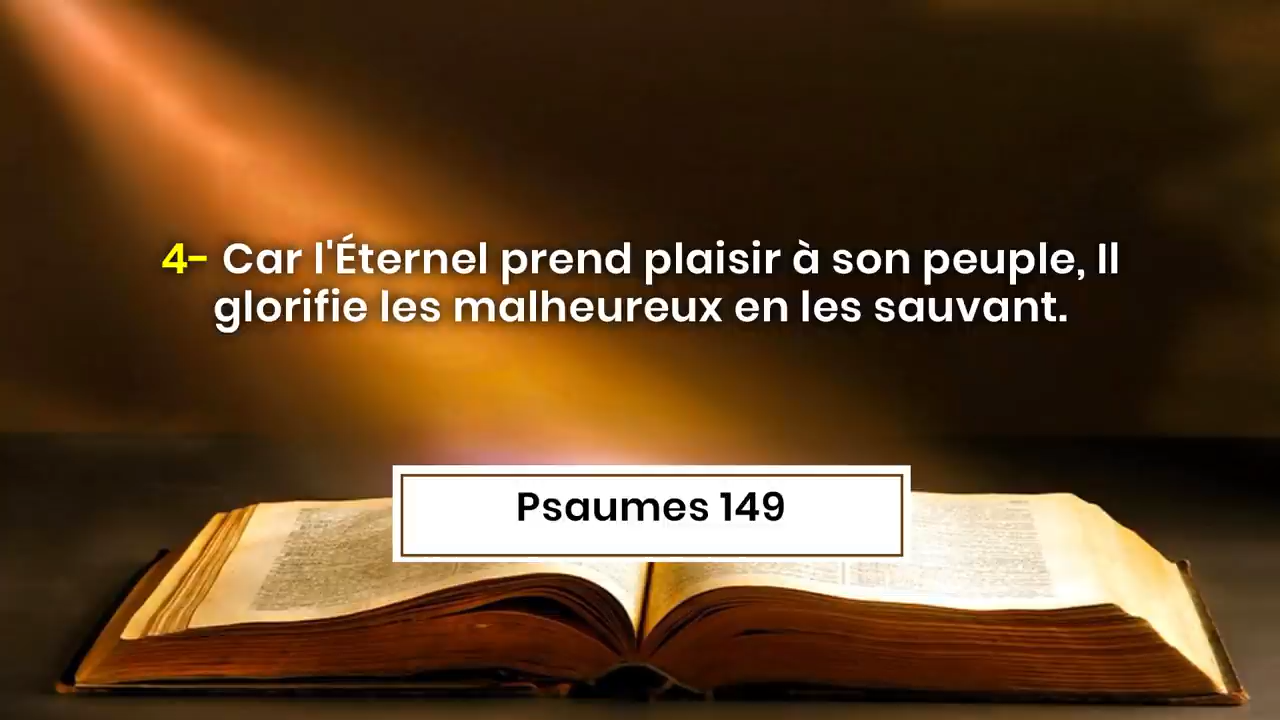 4- Car l'Éternel prend plaisir à son peuple, Il
glorifie les malheureux en les sauvant.
Psaumes 149